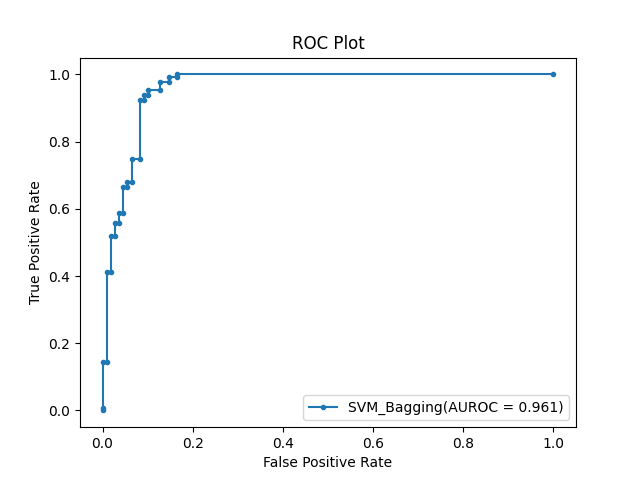 ROC Plot
True Positive Rate
1.0
0.8
0.6
0.4
0.2
0.0
SVM_Bagging(AUROC = 0.961)
0.0 0.2 0.4 0.6 0.8 1.0
False Positive Rate